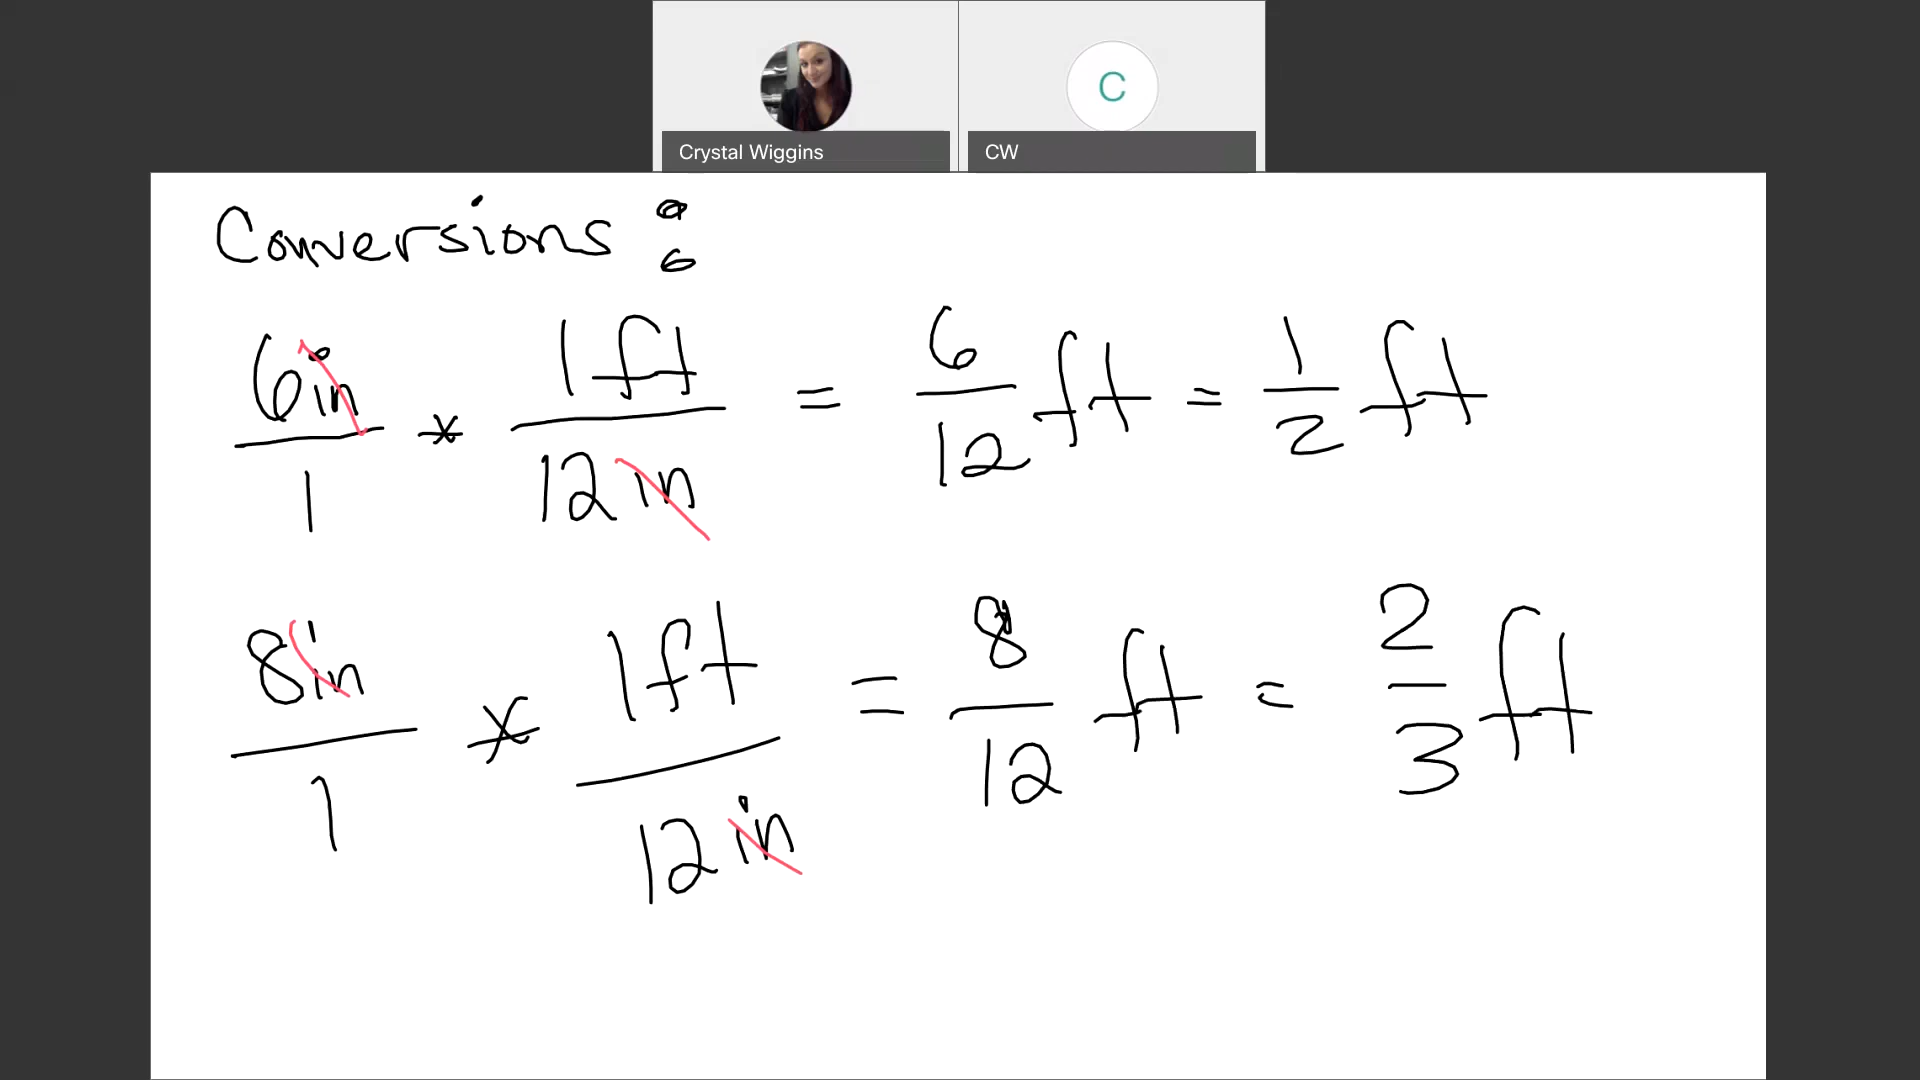 C
Crystal Wiggins
CW
Conversions :
6in/1 * 1ft/12in = 6/12 ft = 1/2 ft
8in/1 * 1ft/12in = 8/12 ft = 2/3 ft